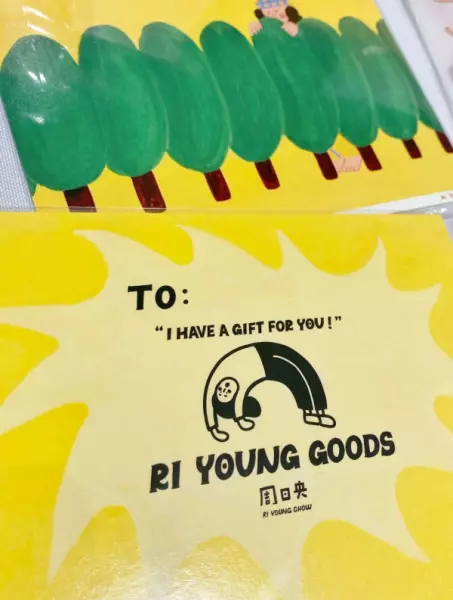 TO:
"I HAVE A GIFT FOR YOU!"
RI YOUNG GOODS
周日央
RI YOUNG CHOW